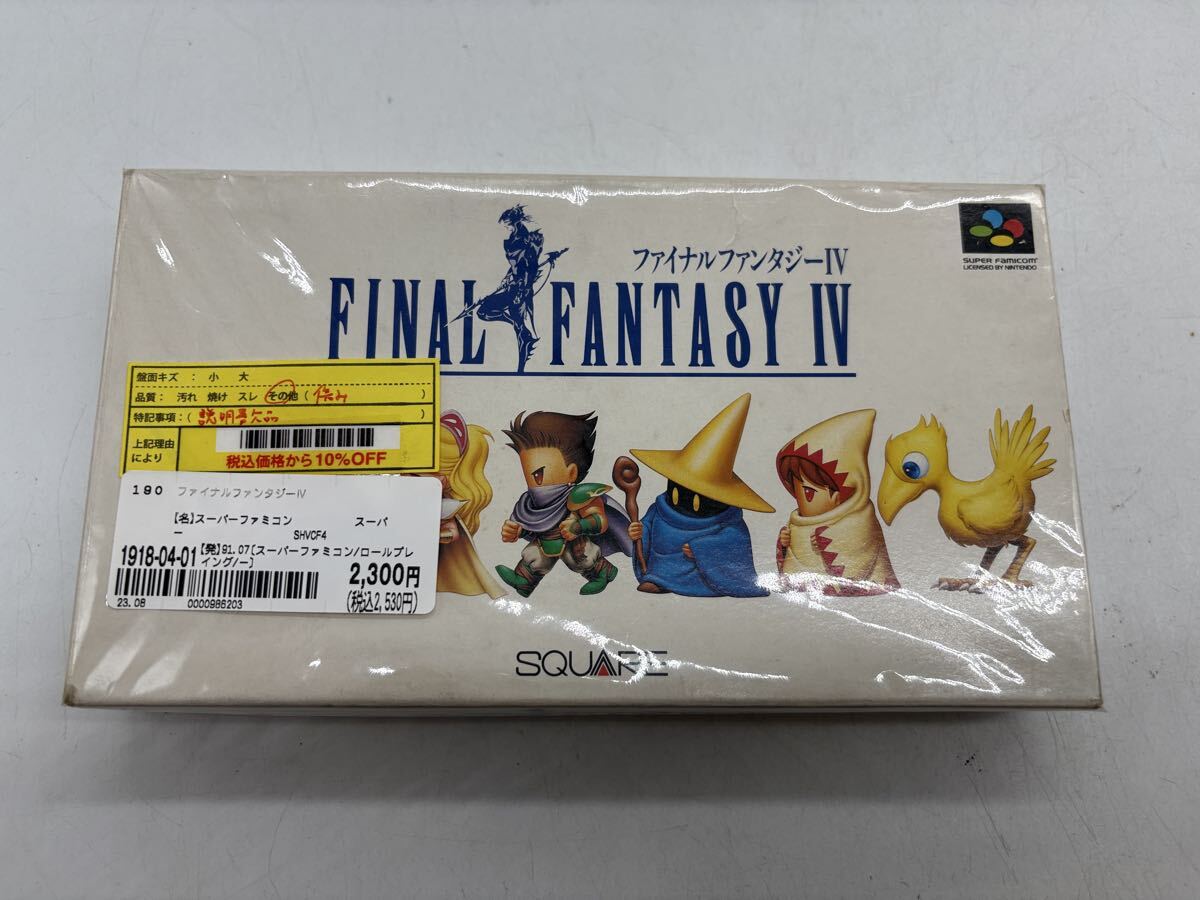 ファイナルファンタジーIV
FINAL FANTASY IV
SUPER FAMICOM
LICENSED BY NINTENDO
盤面キズ : 小 大
品質: 汚れ 焼け スレ その他 ( 傷み )
特記事項:( 説明書欠品 )
上記理由
により
税込価格から10%OFF
190 ファイナルファンタジーIV
【名】スーパーファミコン スーパ
ー SHVCF4
1918-04-01 【発】91.07〔スーパーファミコン/ロールプレ
イング/ー〕
2,300円
(税込2,530円)
23.08 0000986203
SQUARE